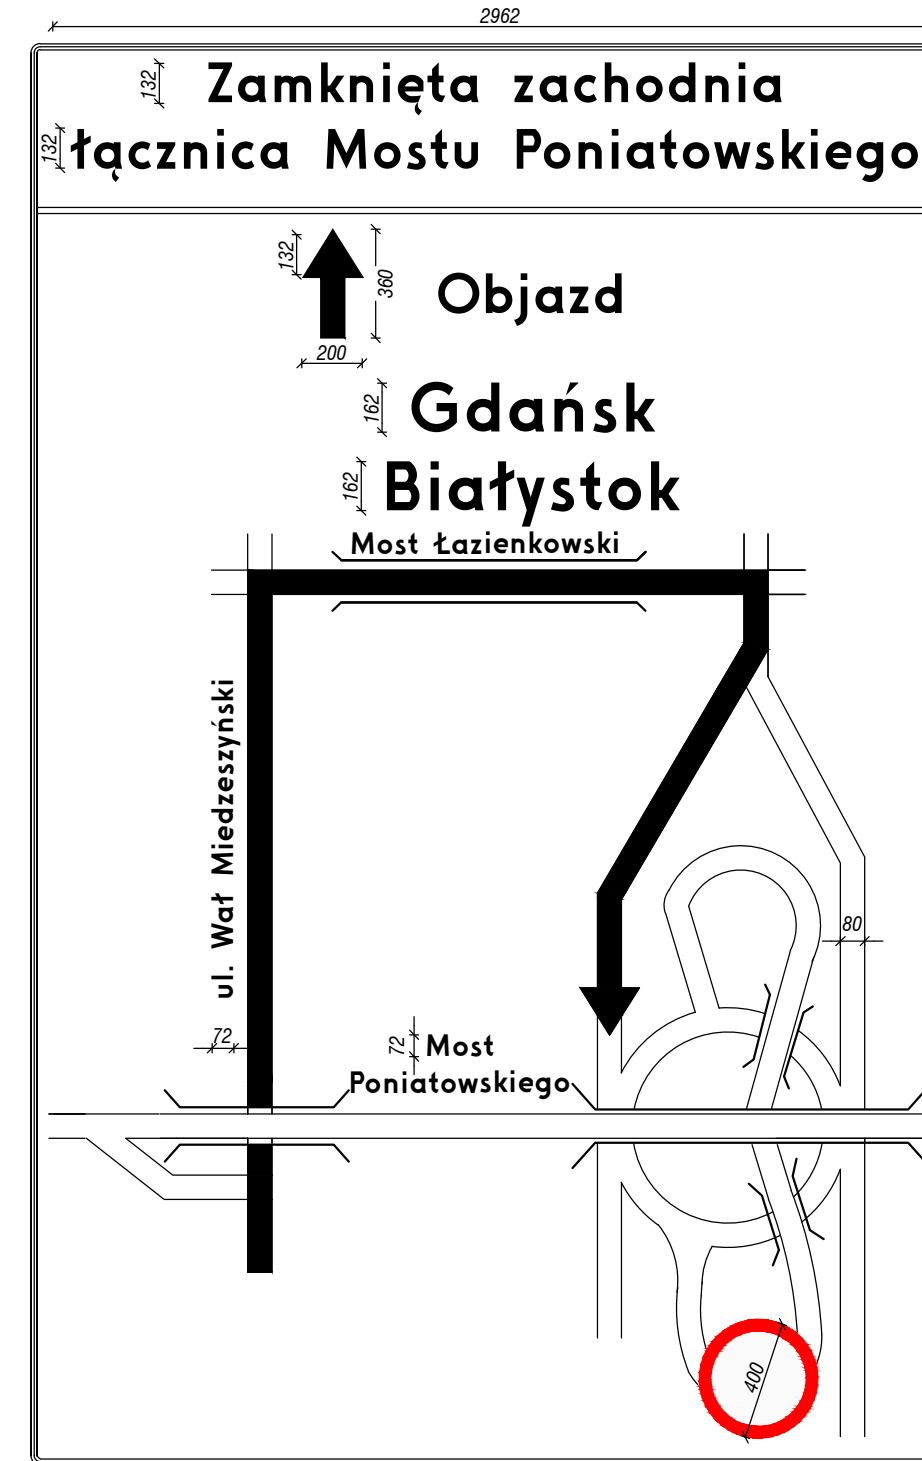 2962
132
Zamknięta zachodnia
132
łącznica Mostu Poniatowskiego
132
360
200
Objazd
162
Gdańsk
162
Białystok
Most Łazienkowski
ul. Wał Miedzeszyński
80
72
72
Most
Poniatowskiego
400